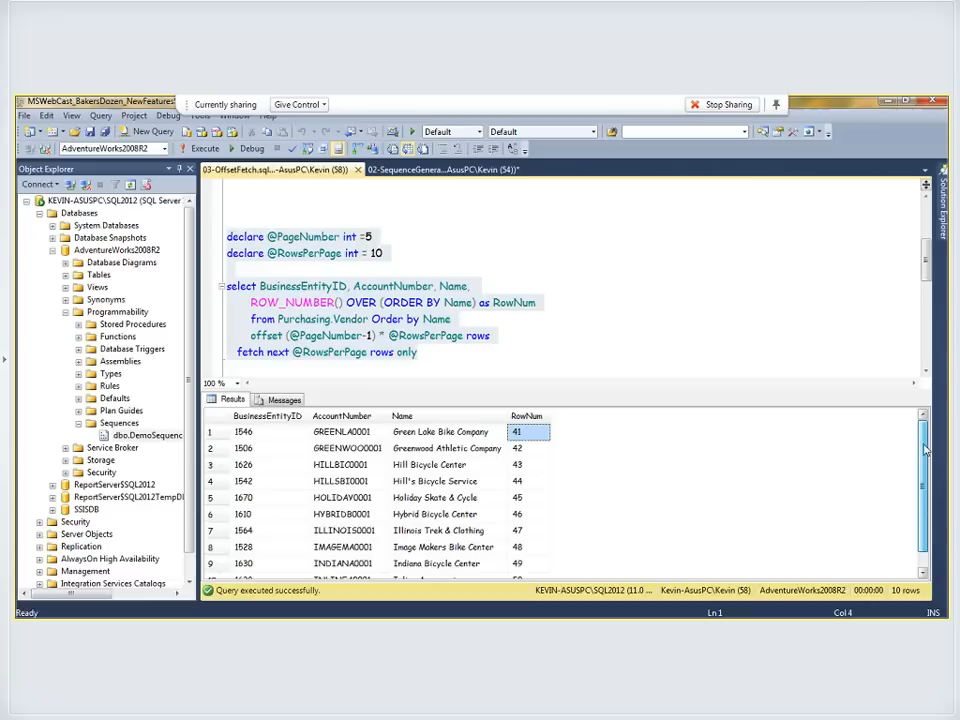 MSWebCast_BakersDozen_NewFeatures
Currently sharing
Give Control
Stop Sharing
File Edit View Query Project Debug
New Query
Default
Default
AdventureWorks2008R2
Execute
Debug
Object Explorer
03-OffsetFetch.sql...-AsusPC\Kevin (58))
02-SequenceGenera...-AsusPC\Kevin (54))*
Solution Explorer
Connect
KEVIN-ASUSPC\SQL2012 (SQL Server
Databases
System Databases
Database Snapshots
AdventureWorks2008R2
Database Diagrams
Tables
Views
Synonyms
Programmability
Stored Procedures
Functions
Database Triggers
Assemblies
Types
Rules
Defaults
Plan Guides
Sequences
dbo.DemoSequenc
Service Broker
Storage
Security
ReportServer$SQL2012
ReportServer$SQL2012TempD
SSISDB
Security
Server Objects
Replication
AlwaysOn High Availability
Management
Integration Services Catalogs
declare @PageNumber int =5
declare @RowsPerPage int = 10
select BusinessEntityID, AccountNumber, Name,
ROW_NUMBER() OVER (ORDER BY Name) as RowNum
from Purchasing.Vendor Order by Name
offset (@PageNumber-1) * @RowsPerPage rows
fetch next @RowsPerPage rows only
100 %
Results Messages
BusinessEntityID AccountNumber Name RowNum
1 1546 GREENLA0001 Green Lake Bike Company 41
2 1506 GREENWOO0001 Greenwood Athletic Company 42
3 1626 HILLBIC0001 Hill Bicycle Center 43
4 1542 HILLSBI0001 Hill's Bicycle Service 44
5 1670 HOLIDAY0001 Holiday Skate & Cycle 45
6 1610 HYBRIDB0001 Hybrid Bicycle Center 46
7 1564 ILLINOIS0001 Illinois Trek & Clothing 47
8 1528 IMAGEMA0001 Image Makers Bike Center 48
9 1630 INDIANA0001 Indiana Bicycle Center 49
Query executed successfully.
KEVIN-ASUSPC\SQL2012 (11.0 ... Kevin-AsusPC\Kevin (58) AdventureWorks2008R2 00:00:00 10 rows
Ready
Ln 1
Col 4
INS